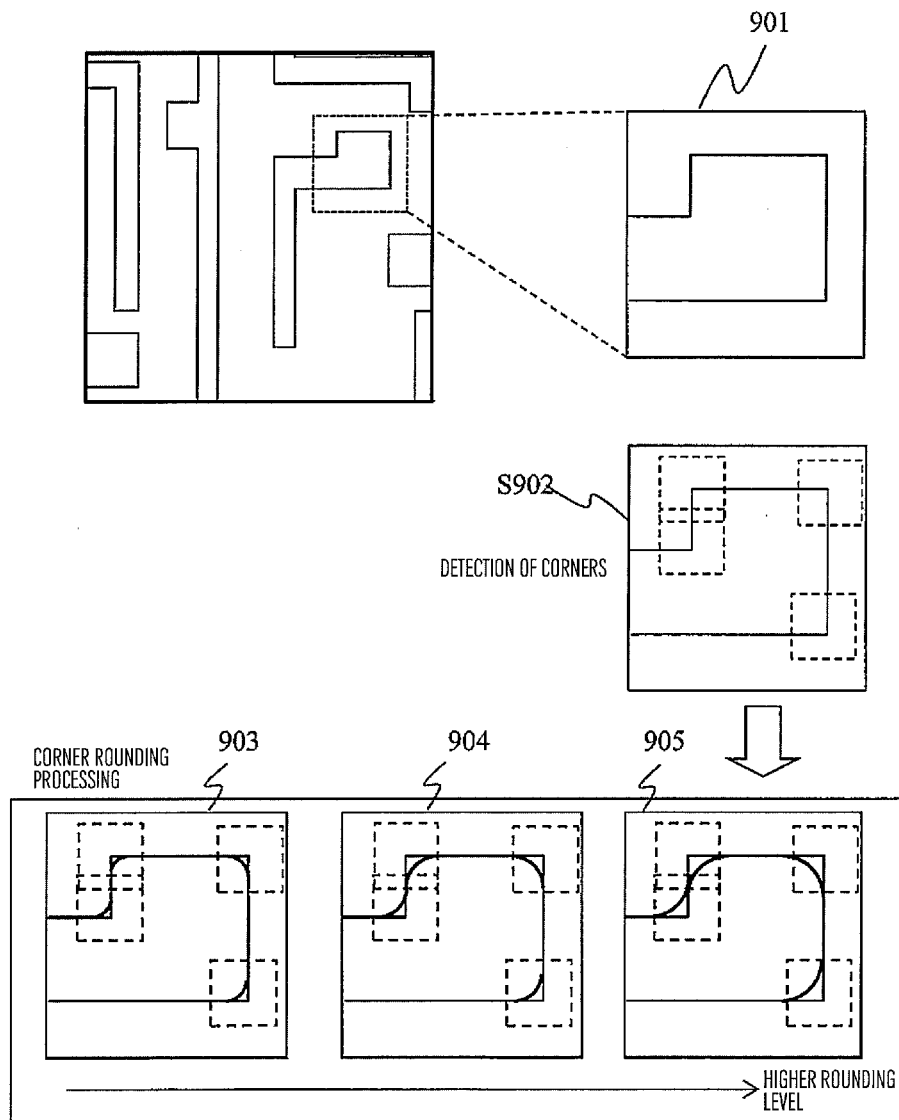 901
S902
DETECTION OF CORNERS
CORNER ROUNDING
PROCESSING
903
904
905
HIGHER ROUNDING
LEVEL